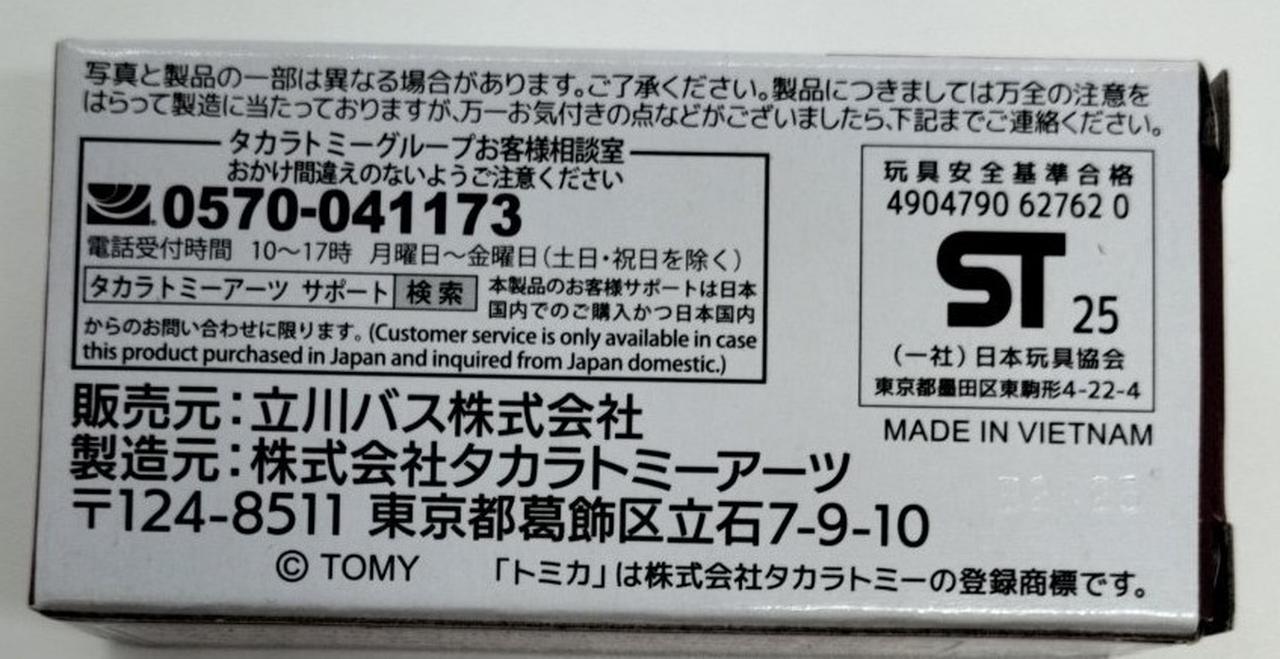 写真と製品の一部は異なる場合があります。ご了承ください。製品につきましては万全の注意を
はらって製造に当たっておりますが、万一お気付きの点などがございましたら、下記までご連絡ください。
タカラトミーグループお客様相談室
おかけ間違えのないようご注意ください
0570-041173
電話受付時間 10〜17時 月曜日〜金曜日(土日・祝日を除く)
タカラトミーアーツ サポート 検索
本製品のお客様サポートは日本
国内でのご購入かつ日本国内
からのお問い合わせに限ります。(Customer service is only available in case
this product purchased in Japan and inquired from Japan domestic.)
玩具安全基準合格
4904790 62762 0
ST 25
(一社)日本玩具協会
東京都墨田区東駒形4-22-4
MADE IN VIETNAM
販売元:立川バス株式会社
製造元:株式会社タカラトミーアーツ
〒124-8511 東京都葛飾区立石7-9-10
© TOMY 「トミカ」は株式会社タカラトミーの登録商標です。